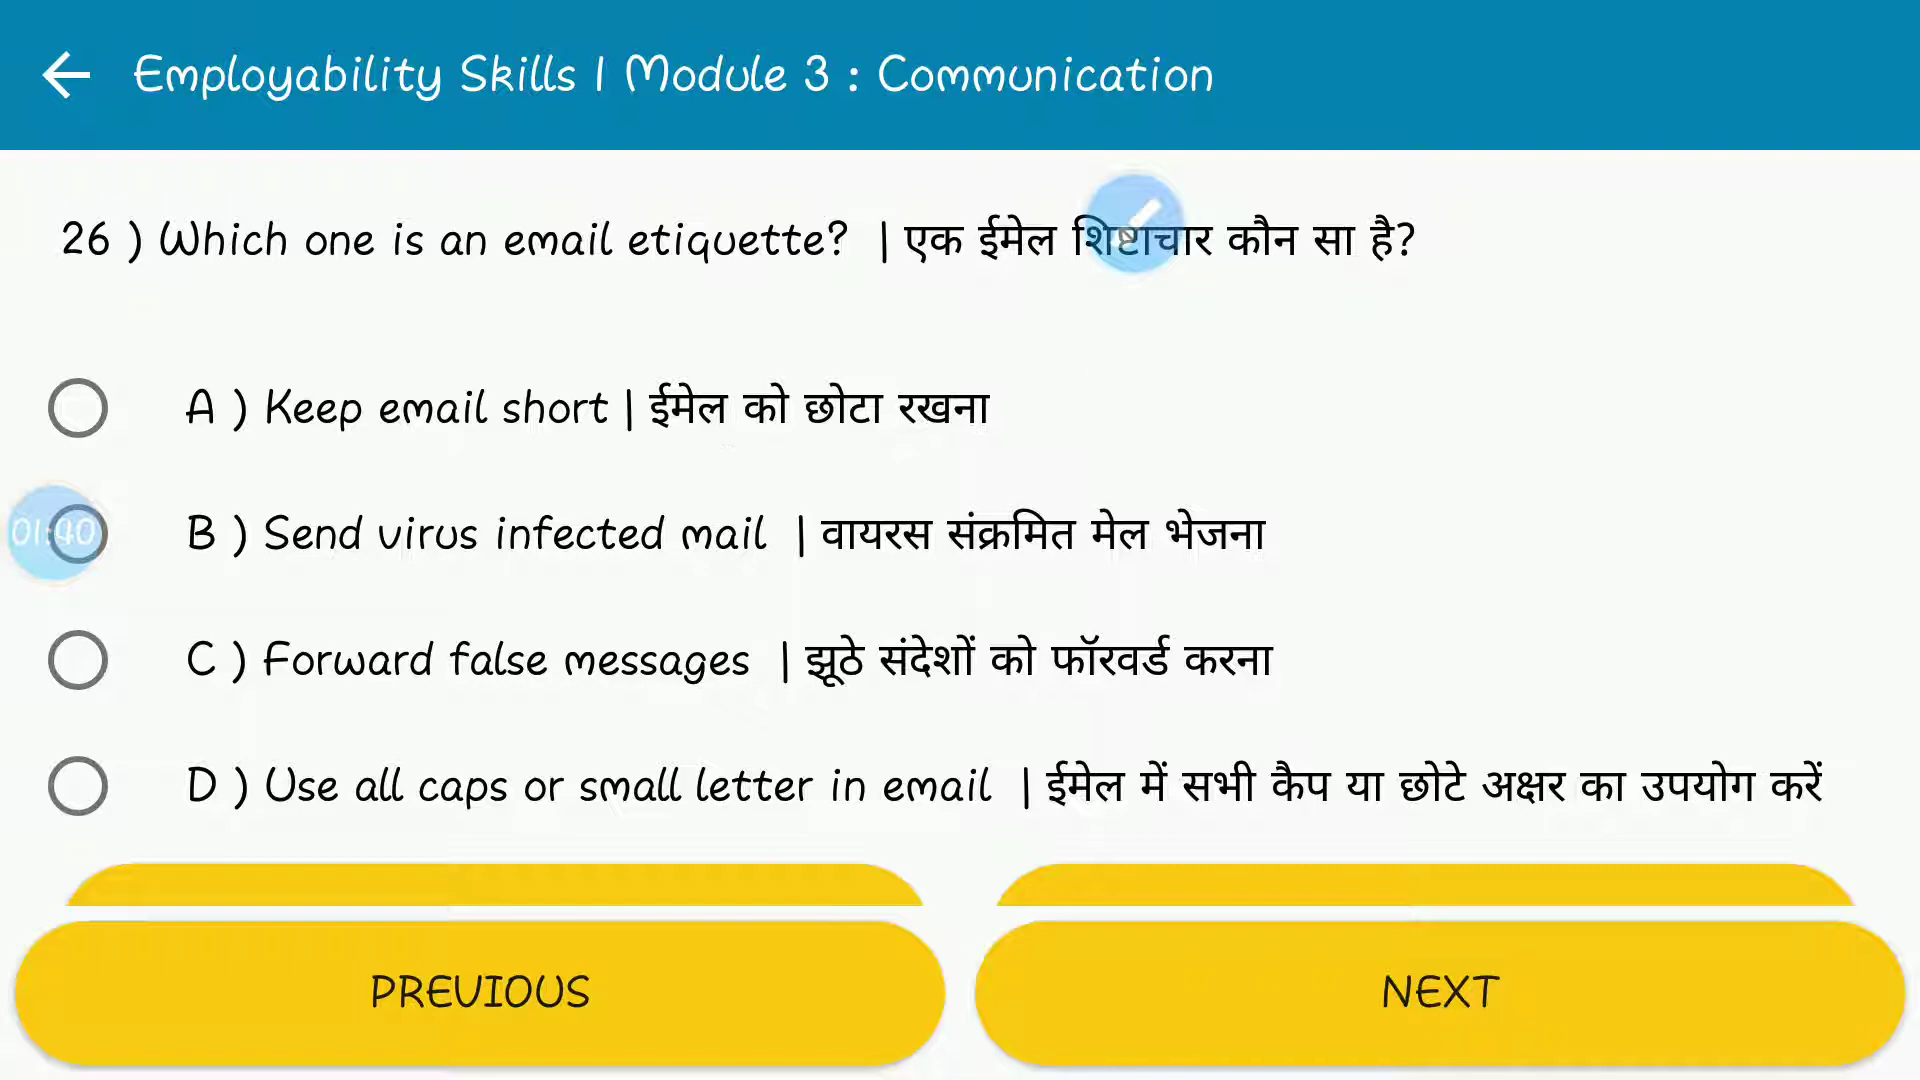 Employability Skills | Module 3 : Communication
26 ) Which one is an email etiquette? | एक ईमेल शिष्टाचार कौन सा है?
A ) Keep email short | ईमेल को छोटा रखना
01:40
B ) Send virus infected mail | वायरस संक्रमित मेल भेजना
C ) Forward false messages | झूठे संदेशों को फॉरवर्ड करना
D ) Use all caps or small letter in email | ईमेल में सभी कैप या छोटे अक्षर का उपयोग करें
PREVIOUS
NEXT